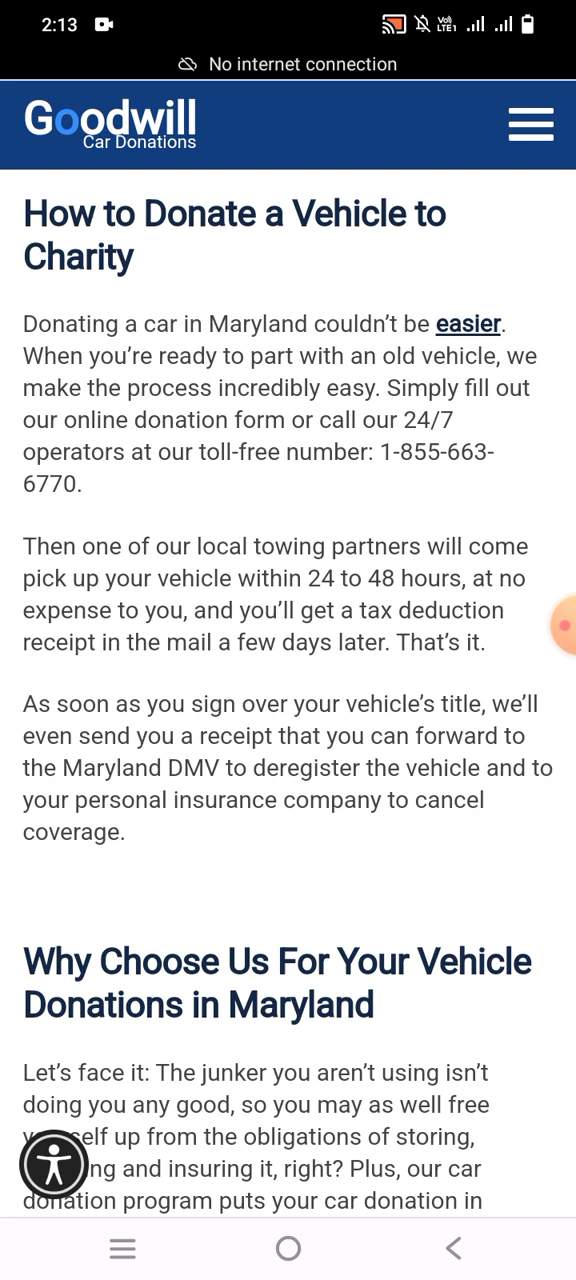 2:13
Vo) LTE1
No internet connection
Goodwill
Car Donations
How to Donate a Vehicle to
Charity
Donating a car in Maryland couldn’t be easier.
When you’re ready to part with an old vehicle, we
make the process incredibly easy. Simply fill out
our online donation form or call our 24/7
operators at our toll-free number: 1-855-663-
6770.
Then one of our local towing partners will come
pick up your vehicle within 24 to 48 hours, at no
expense to you, and you’ll get a tax deduction
receipt in the mail a few days later. That’s it.
As soon as you sign over your vehicle’s title, we’ll
even send you a receipt that you can forward to
the Maryland DMV to deregister the vehicle and to
your personal insurance company to cancel
coverage.
Why Choose Us For Your Vehicle
Donations in Maryland
Let’s face it: The junker you aren’t using isn’t
doing you any good, so you may as well free
self up from the obligations of storing,
ng and insuring it, right? Plus, our car
donation program puts your car donation in